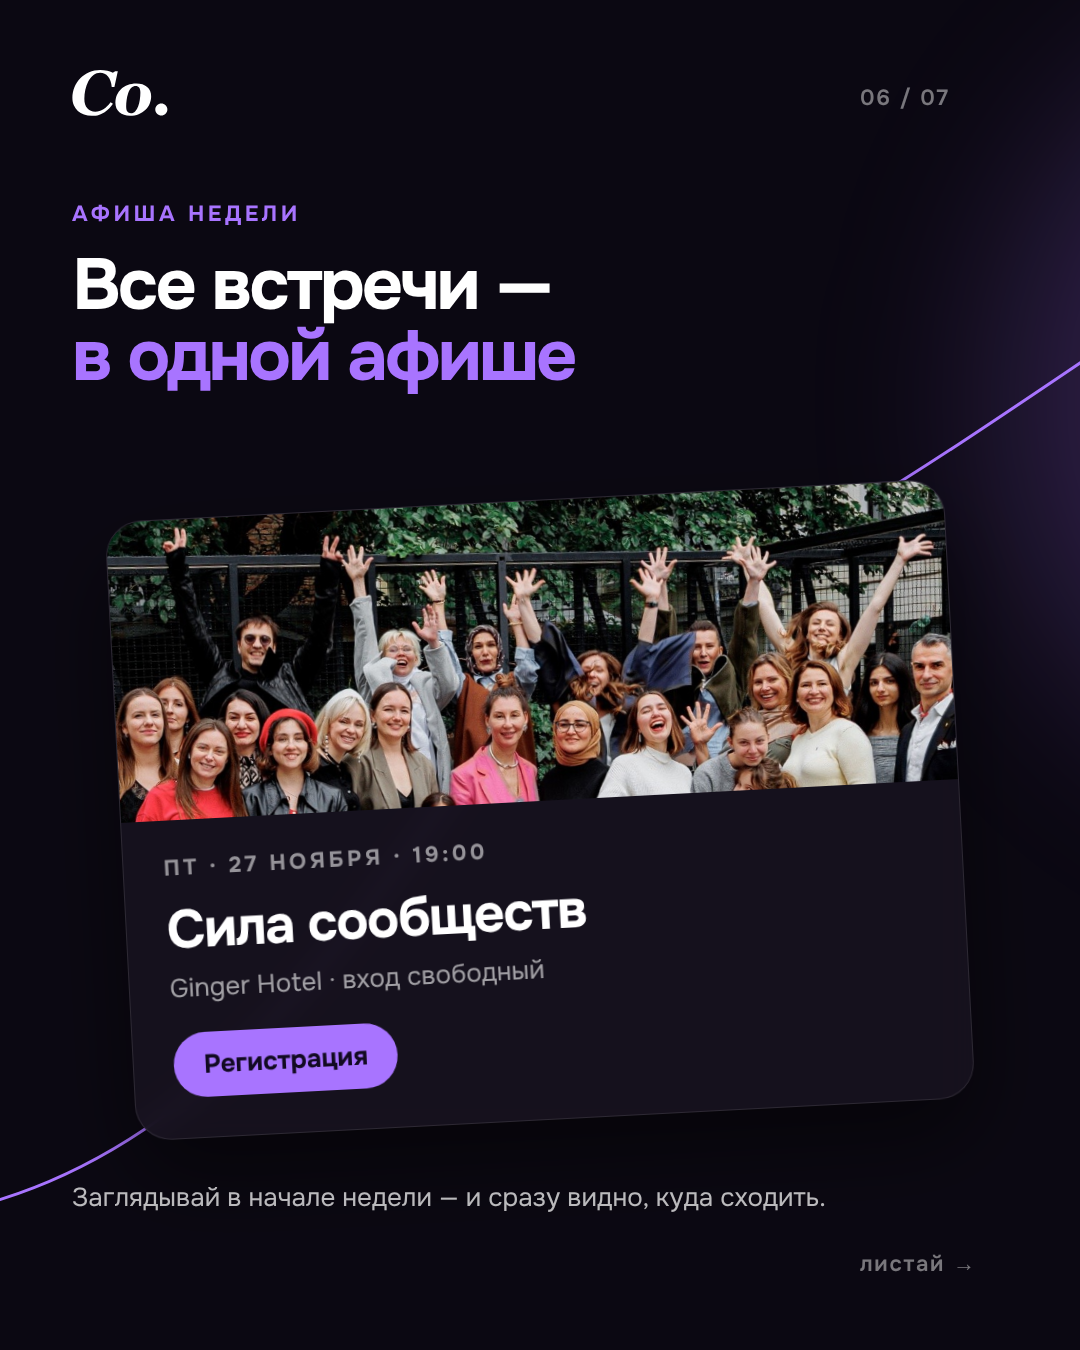 Co.
06 / 07
АФИША НЕДЕЛИ
Все встречи —
в одной афише
ПТ · 27 НОЯБРЯ · 19:00
Сила сообществ
Ginger Hotel · вход свободный
Регистрация
Заглядывай в начале недели — и сразу видно, куда сходить.
листай →